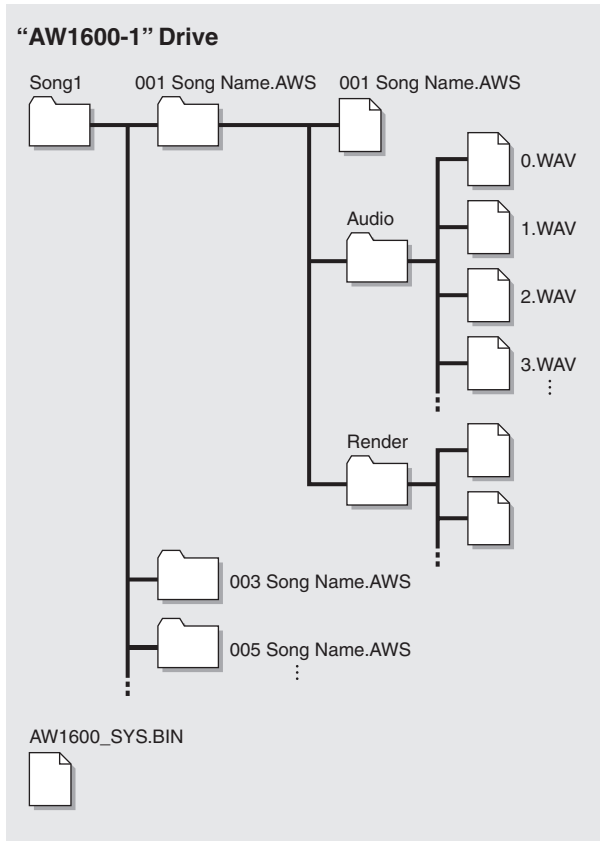 “AW1600-1” Drive
Song1
001 Song Name.AWS
001 Song Name.AWS
0.WAV
Audio
1.WAV
2.WAV
3.WAV
⋮
Render
003 Song Name.AWS
005 Song Name.AWS
⋮
AW1600_SYS.BIN